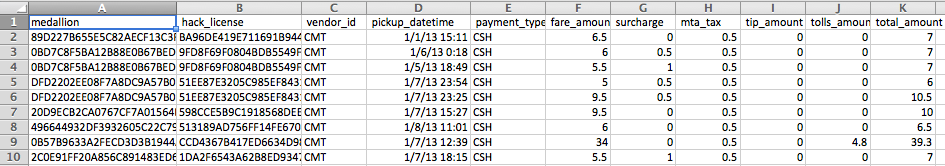 A B C D E F G H I J K
1 medallion hack_license vendor_id pickup_datetime payment_type fare_amoun surcharge mta_tax tip_amount tolls_amoun total_amount
2 89D227B655E5C82AECF13C3F BA96DE419E711691B944 CMT 1/1/13 15:11 CSH 6.5 0 0.5 0 0 7
3 0BD7C8F5BA12B88E0B67BED 9FD8F69F0804BDB5549F CMT 1/6/13 0:18 CSH 6 0.5 0.5 0 0 7
4 0BD7C8F5BA12B88E0B67BED 9FD8F69F0804BDB5549F CMT 1/5/13 18:49 CSH 5.5 1 0.5 0 0 7
5 DFD2202EE08F7A8DC9A57B0 51EE87E3205C985EF843 CMT 1/7/13 23:54 CSH 5 0.5 0.5 0 0 6
6 DFD2202EE08F7A8DC9A57B0 51EE87E3205C985EF843 CMT 1/7/13 23:25 CSH 9.5 0.5 0.5 0 0 10.5
7 20D9ECB2CA0767CF7A01564 598CCE5B9C1918568DEE CMT 1/7/13 15:27 CSH 9.5 0 0.5 0 0 10
8 496644932DF3932605C22C79 513189AD756FF14FE670 CMT 1/8/13 11:01 CSH 6 0 0.5 0 0 6.5
9 0B57B9633A2FECD3D3B1944 CCD4367B417ED6634D98 CMT 1/7/13 12:39 CSH 34 0 0.5 0 4.8 39.3
10 2C0E91FF20A856C891483ED6 1DA2F6543A62B8ED9347 CMT 1/7/13 18:15 CSH 5.5 1 0.5 0 0 7